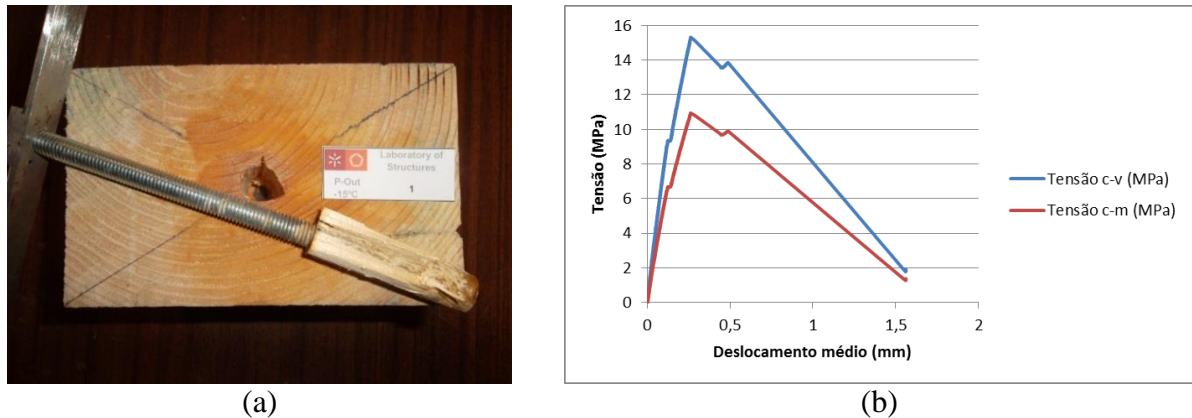 Laboratory of
Structures
P-Out
-15ºC
1
(a)
16
14
12
10
8
6
4
2
0
Tensão (MPa)
0
0,5
1
1,5
2
Deslocamento médio (mm)
Tensão c-v (MPa)
Tensão c-m (MPa)
(b)